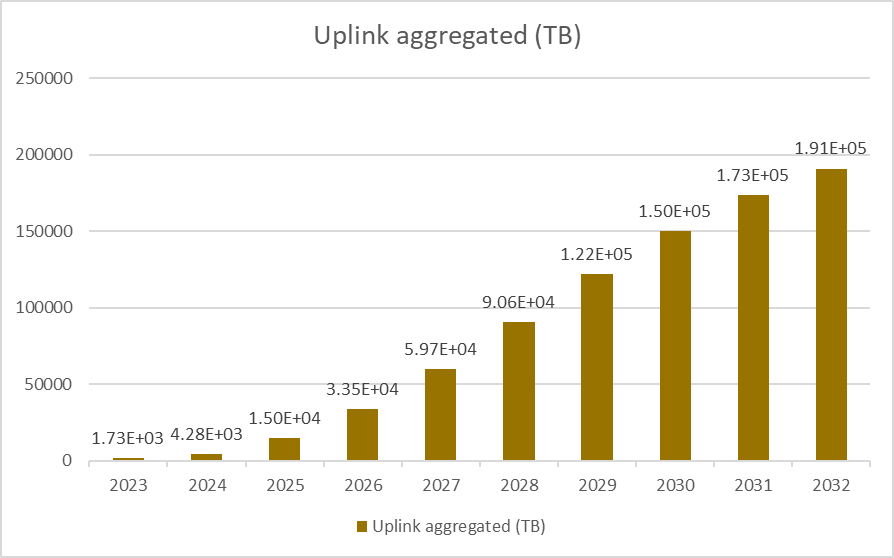 Uplink aggregated (TB)
250000
200000
150000
100000
50000
0
1.73E+03
4.28E+03
1.50E+04
3.35E+04
5.97E+04
9.06E+04
1.22E+05
1.50E+05
1.73E+05
1.91E+05
2023 2024 2025 2026 2027 2028 2029 2030 2031 2032
Uplink aggregated (TB)